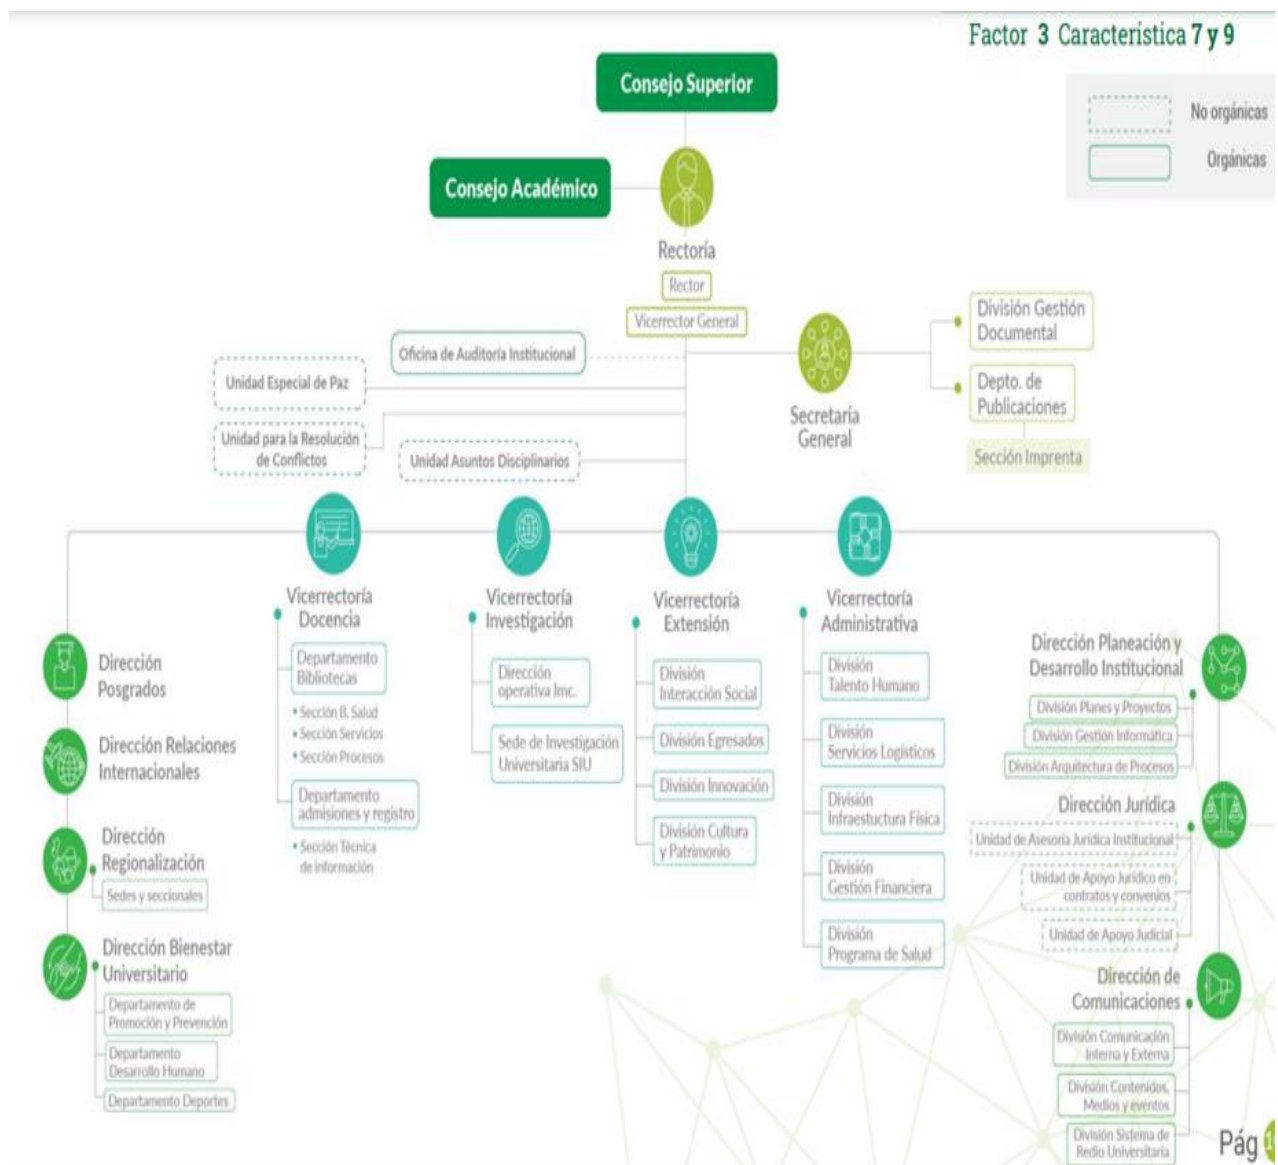 Factor 3 Característica 7 y 9
No orgánicas
Orgánicas
Consejo Superior
Consejo Académico
Rectoría
Rector
Vicerrector General
Oficina de Auditoría Institucional
Unidad Especial de Paz
Unidad para la Resolución
de Conflictos
Unidad Asuntos Disciplinarios
Secretaría
General
División Gestión
Documental
Depto. de
Publicaciones
Sección Imprenta
Dirección
Posgrados
Dirección Relaciones
Internacionales
Dirección
Regionalización
Sedes y seccionales
Dirección Bienestar
Universitario
Departamento de
Promoción y Prevención
Departamento
Desarrollo Humano
Departamento Deportes
Vicerrectoría
Docencia
Departamento
Bibliotecas
• Sección B. Salud
• Sección Servicios
• Sección Procesos
Departamento
admisiones y registro
• Sección Técnica
de información
Vicerrectoría
Investigación
Dirección
operativa Imc.
Sede de Investigación
Universitaria SIU
Vicerrectoría
Extensión
División
Interacción Social
División Egresados
División Innovación
División Cultura
y Patrimonio
Vicerrectoría
Administrativa
División
Talento Humano
División
Servicios Logísticos
División
Infraestuctura Física
División
Gestión Financiera
División
Programa de Salud
Dirección Planeación y
Desarrollo Institucional
División Planes y Proyectos
División Gestión Informática
División Arquitectura de Procesos
Dirección Jurídica
Unidad de Asesoría Jurídica Institucional
Unidad de Apoyo Jurídico en
contratos y convenios
Unidad de Apoyo Judicial
Dirección de
Comunicaciones
División Comunicación
Interna y Externa
División Contenidos,
Medios y eventos
División Sistema de
Redio Universitaria
Pág